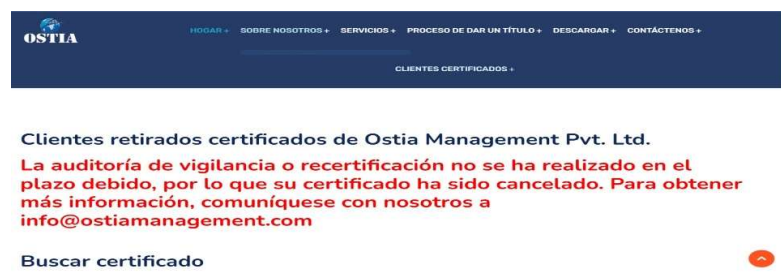 OSTIA
HOGAR + SOBRE NOSOTROS + SERVICIOS + PROCESO DE DAR UN TÍTULO + DESCARGAR + CONTÁCTENOS +
CLIENTES CERTIFICADOS +
Clientes retirados certificados de Ostia Management Pvt. Ltd.
La auditoría de vigilancia o recertificación no se ha realizado en el
plazo debido, por lo que su certificado ha sido cancelado. Para obtener
más información, comuníquese con nosotros a
info@ostiamanagement.com
Buscar certificado